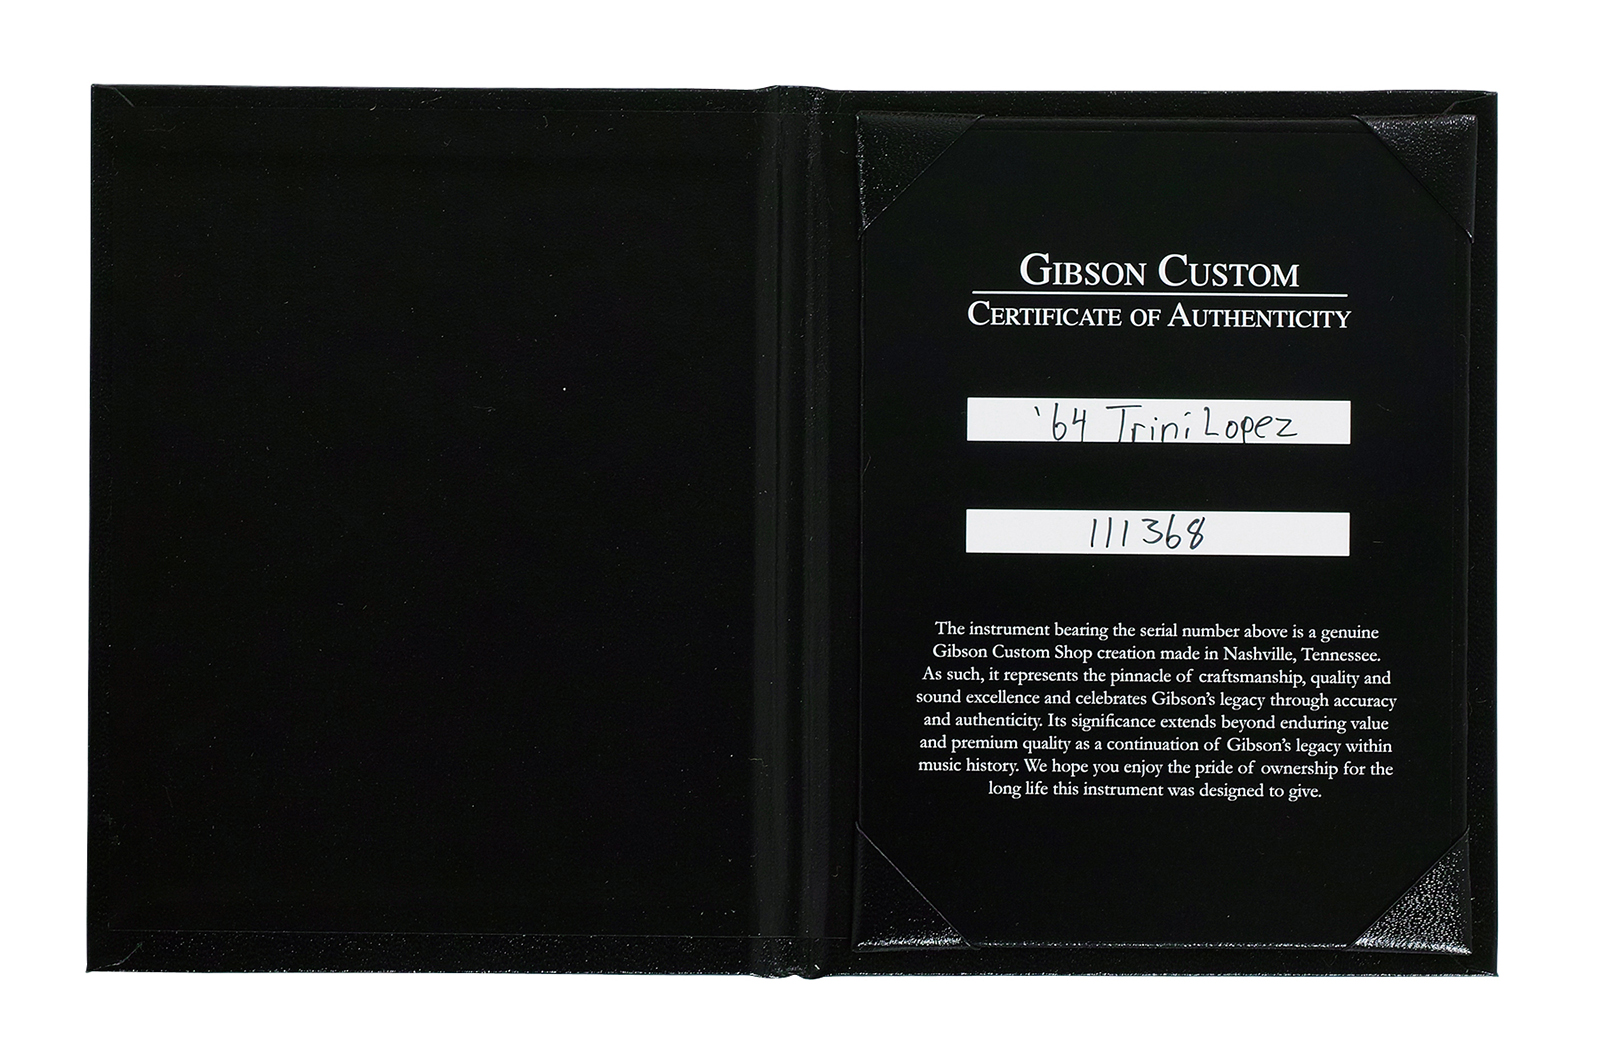 GIBSON CUSTOM
CERTIFICATE OF AUTHENTICITY
'64 Trini Lopez
111368
The instrument bearing the serial number above is a genuine
Gibson Custom Shop creation made in Nashville, Tennessee.
As such, it represents the pinnacle of craftsmanship, quality and
sound excellence and celebrates Gibson's legacy through accuracy
and authenticity. Its significance extends beyond enduring value
and premium quality as a continuation of Gibson's legacy within
music history. We hope you enjoy the pride of ownership for the
long life this instrument was designed to give.